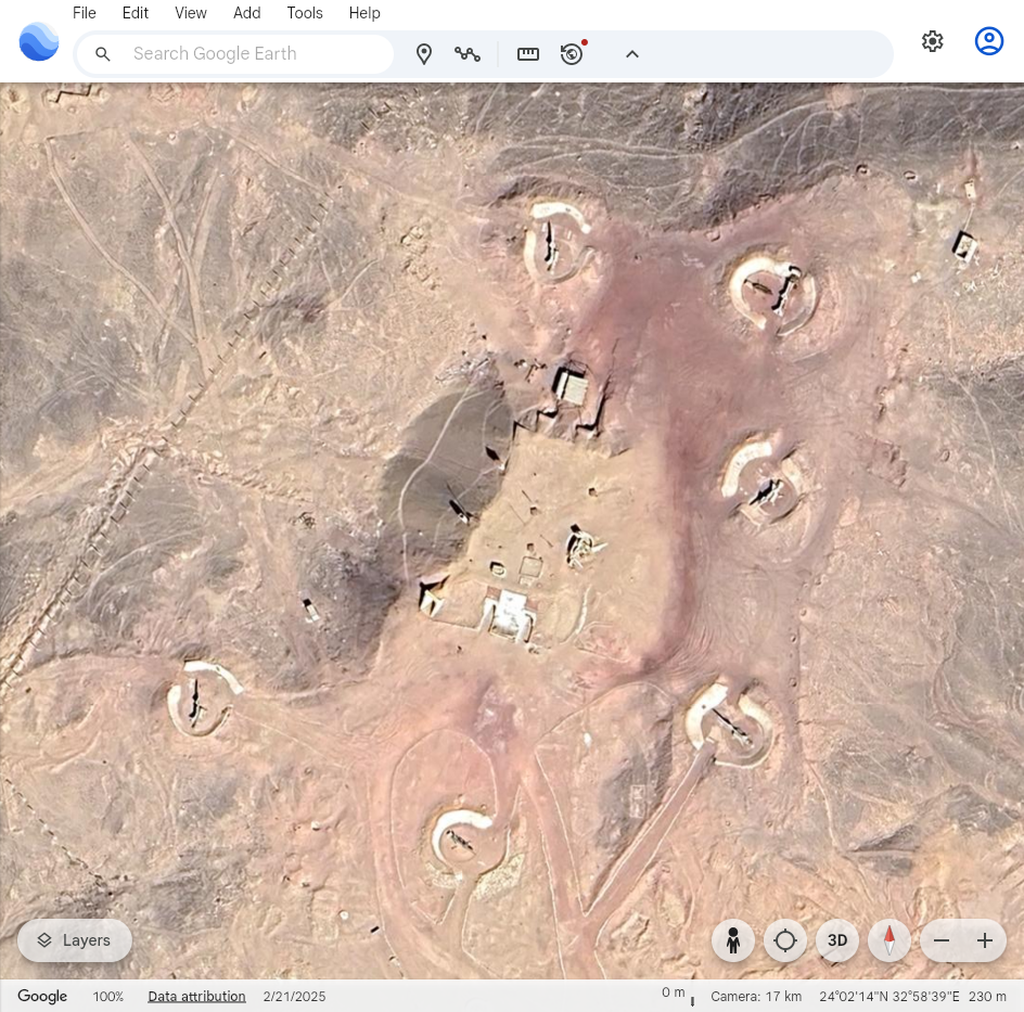 File Edit View Add Tools Help
Search Google Earth
Layers
3D
Google 100% Data attribution 2/21/2025 0 m Camera: 17 km 24°02'14"N 32°58'39"E 230 m